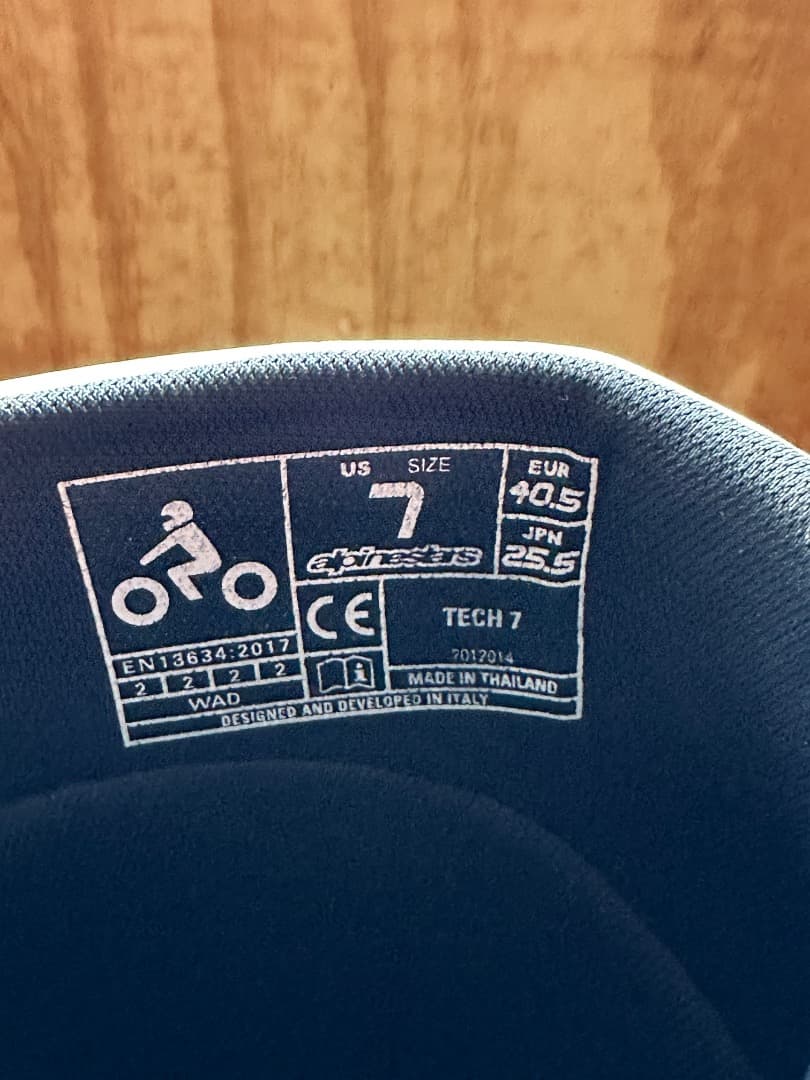 US SIZE
7
alpinestars
EUR
40.5
JPN
25.5
CE
TECH 7
2012014
EN13634:2017
2 2 2 2
WAD
i
MADE IN THAILAND
DESIGNED AND DEVELOPED IN ITALY